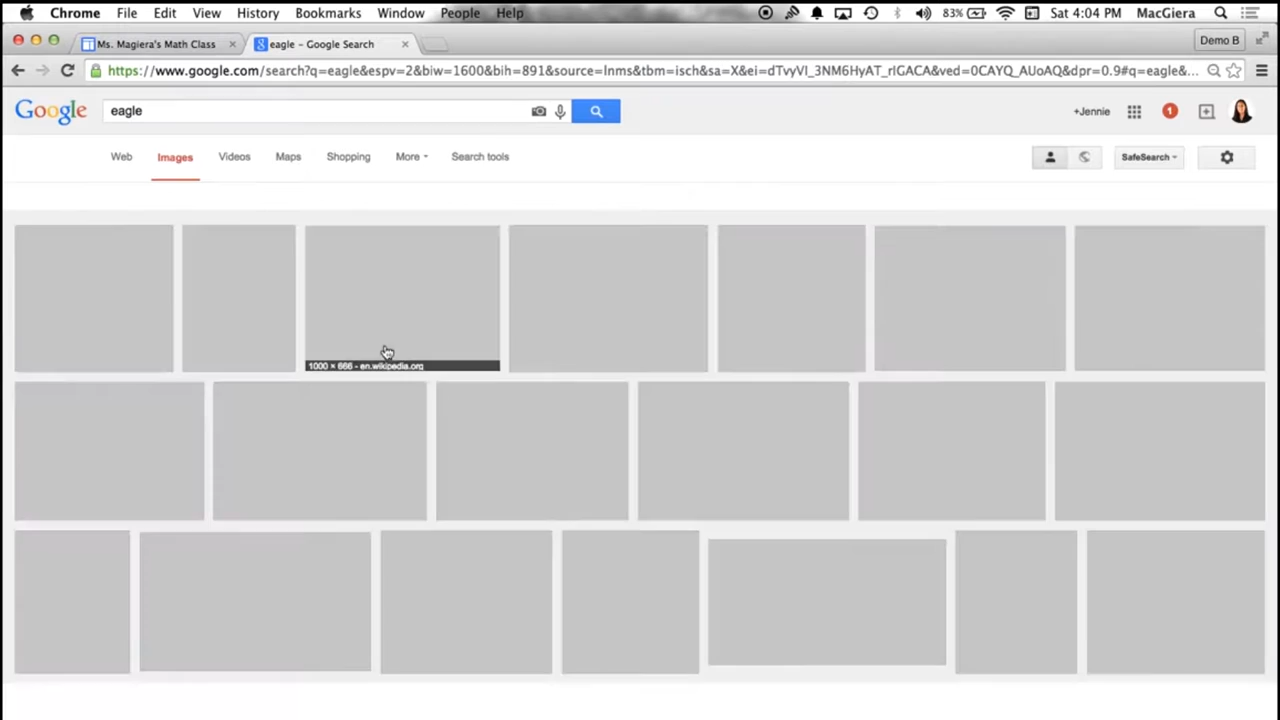 Chrome File Edit View History Bookmarks Window People Help 83% Sat 4:04 PM MacGiera
Ms. Magiera's Math Class eagle - Google Search Demo B
https://www.google.com/search?q=eagle&espv=2&biw=1600&bih=891&source=lnms&tbm=isch&sa=X&ei=dTvyVI_3NM6HyAT_rIGACA&ved=0CAYQ_AUoAQ&dpr=0.9#q=eagle&...
Google eagle +Jennie 1
Web Images Videos Maps Shopping More Search tools SafeSearch
1000 × 666 - en.wikipedia.org